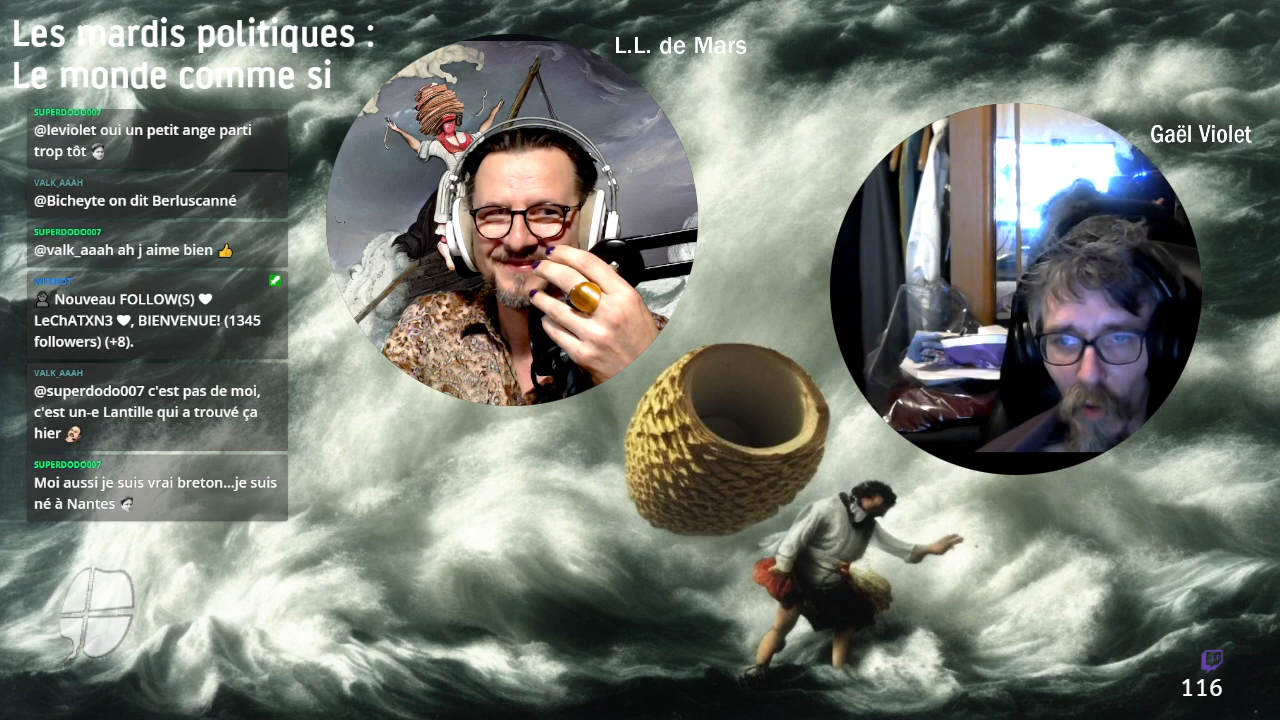 Les mardis politiques :
Le monde comme si
L.L. de Mars
Gaël Violet
SUPERDODO007
@leviolet oui un petit ange parti
trop tôt
VALK_AAAH
@Bicheyte on dit Berluscanné
SUPERDODO007
@valk_aaah ah j aime bien 👍
Nouveau FOLLOW(S) 🤍
LeChATXN3 🤍, BIENVENUE! (1345
followers) (+8).
VALK_AAAH
@superdodo007 c'est pas de moi,
c'est un-e Lantille qui a trouvé ça
hier
SUPERDODO007
Moi aussi je suis vrai breton...je suis
né à Nantes
116